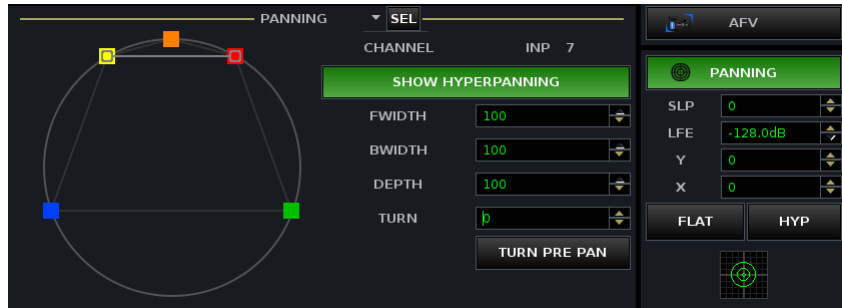 PANNING SEL
CHANNEL INP 7
SHOW HYPERPANNING
FWIDTH 100
BWIDTH 100
DEPTH 100
TURN 0
TURN PRE PAN
AFV
PANNING
SLP 0
LFE -128.0dB
Y 0
X 0
FLAT HYP